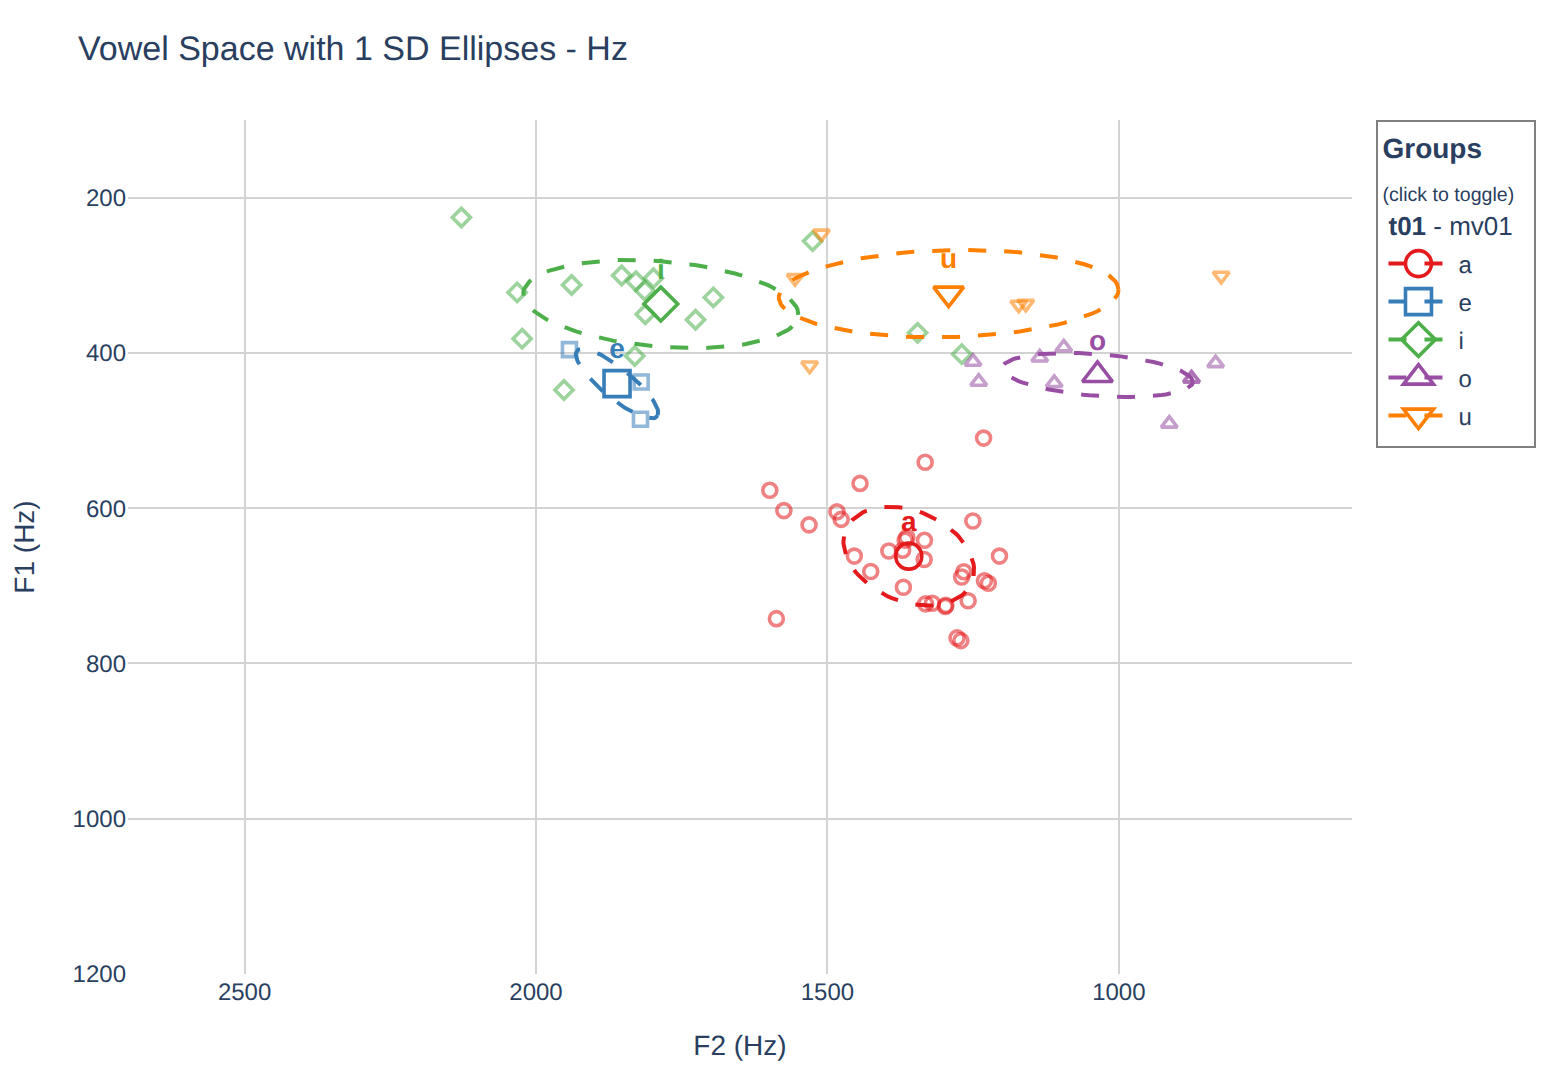 Vowel Space with 1 SD Ellipses - Hz
Groups
(click to toggle)
t01 - mv01
a
e
i
o
u
200
400
600
800
1000
1200
2500
2000
1500
1000
F1 (Hz)
F2 (Hz)
i
u
e
o
a